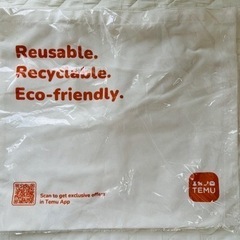 Reusable.
Recyclable.
Eco-friendly.
Scan to get exclusive offers
in Temu App
TEMU